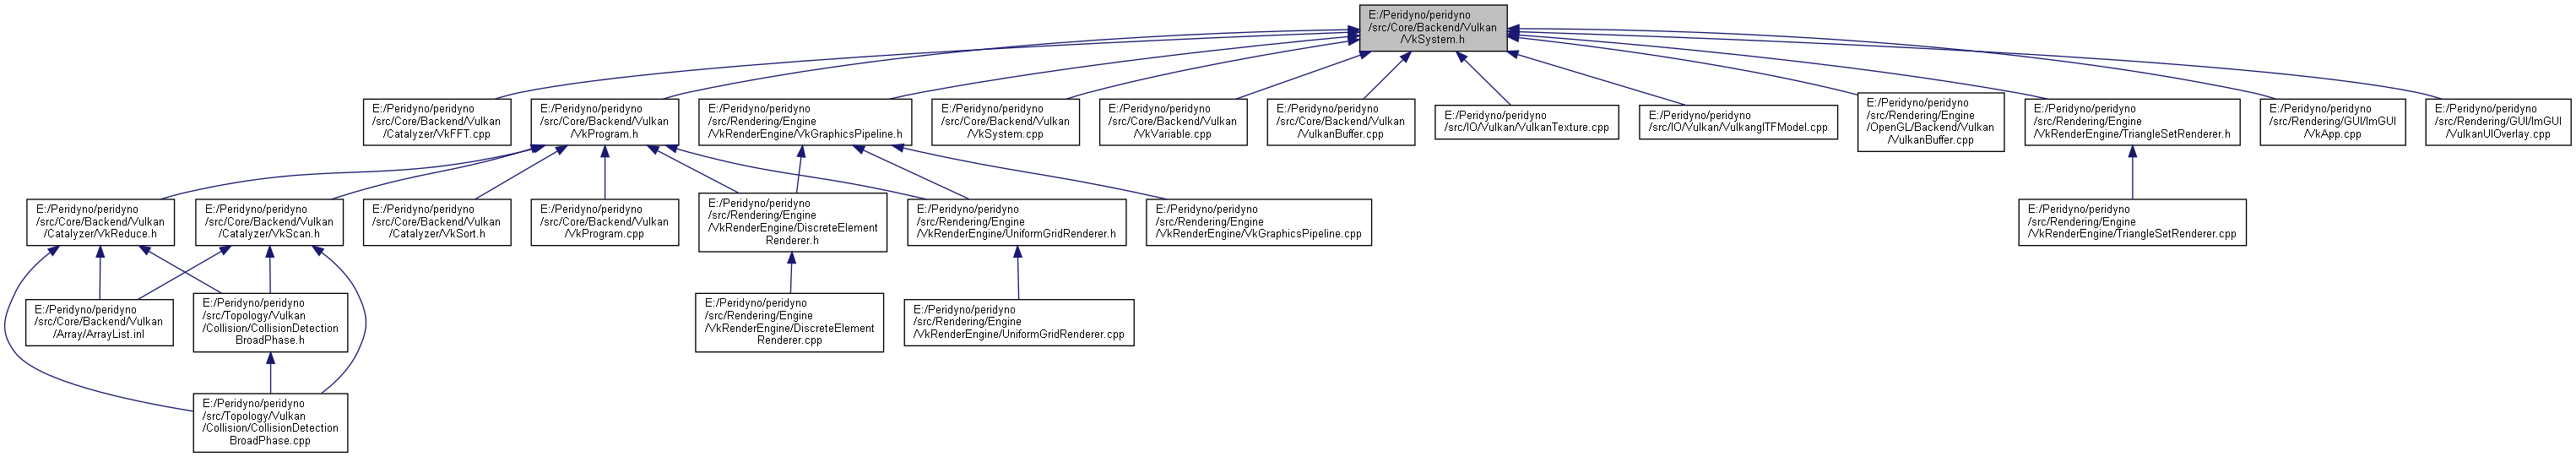 E:/Peridyno/peridyno
/src/Core/Backend/Vulkan
/VkSystem.h
E:/Peridyno/peridyno
/src/Core/Backend/Vulkan
/Catalyzer/VkFFT.cpp
E:/Peridyno/peridyno
/src/Core/Backend/Vulkan
/VkProgram.h
E:/Peridyno/peridyno
/src/Rendering/Engine
/VkRenderEngine/VkGraphicsPipeline.h
E:/Peridyno/peridyno
/src/Core/Backend/Vulkan
/VkSystem.cpp
E:/Peridyno/peridyno
/src/Core/Backend/Vulkan
/VkVariable.cpp
E:/Peridyno/peridyno
/src/Core/Backend/Vulkan
/VulkanBuffer.cpp
E:/Peridyno/peridyno
/src/IO/Vulkan/VulkanTexture.cpp
E:/Peridyno/peridyno
/src/IO/Vulkan/VulkanglTFModel.cpp
E:/Peridyno/peridyno
/src/Rendering/Engine
/OpenGL/Backend/Vulkan
/VulkanBuffer.cpp
E:/Peridyno/peridyno
/src/Rendering/Engine
/VkRenderEngine/TriangleSetRenderer.h
E:/Peridyno/peridyno
/src/Rendering/GUI/ImGUI
/VkApp.cpp
E:/Peridyno/peridyno
/src/Rendering/GUI/ImGUI
/VulkanUIOverlay.cpp
E:/Peridyno/peridyno
/src/Core/Backend/Vulkan
/Catalyzer/VkReduce.h
E:/Peridyno/peridyno
/src/Core/Backend/Vulkan
/Catalyzer/VkScan.h
E:/Peridyno/peridyno
/src/Core/Backend/Vulkan
/Catalyzer/VkSort.h
E:/Peridyno/peridyno
/src/Core/Backend/Vulkan
/VkProgram.cpp
E:/Peridyno/peridyno
/src/Rendering/Engine
/VkRenderEngine/DiscreteElement
Renderer.h
E:/Peridyno/peridyno
/src/Rendering/Engine
/VkRenderEngine/UniformGridRenderer.h
E:/Peridyno/peridyno
/src/Rendering/Engine
/VkRenderEngine/VkGraphicsPipeline.cpp
E:/Peridyno/peridyno
/src/Rendering/Engine
/VkRenderEngine/TriangleSetRenderer.cpp
E:/Peridyno/peridyno
/src/Core/Backend/Vulkan
/Array/ArrayList.inl
E:/Peridyno/peridyno
/src/Topology/Vulkan
/Collision/CollisionDetection
BroadPhase.h
E:/Peridyno/peridyno
/src/Rendering/Engine
/VkRenderEngine/DiscreteElement
Renderer.cpp
E:/Peridyno/peridyno
/src/Rendering/Engine
/VkRenderEngine/UniformGridRenderer.cpp
E:/Peridyno/peridyno
/src/Topology/Vulkan
/Collision/CollisionDetection
BroadPhase.cpp